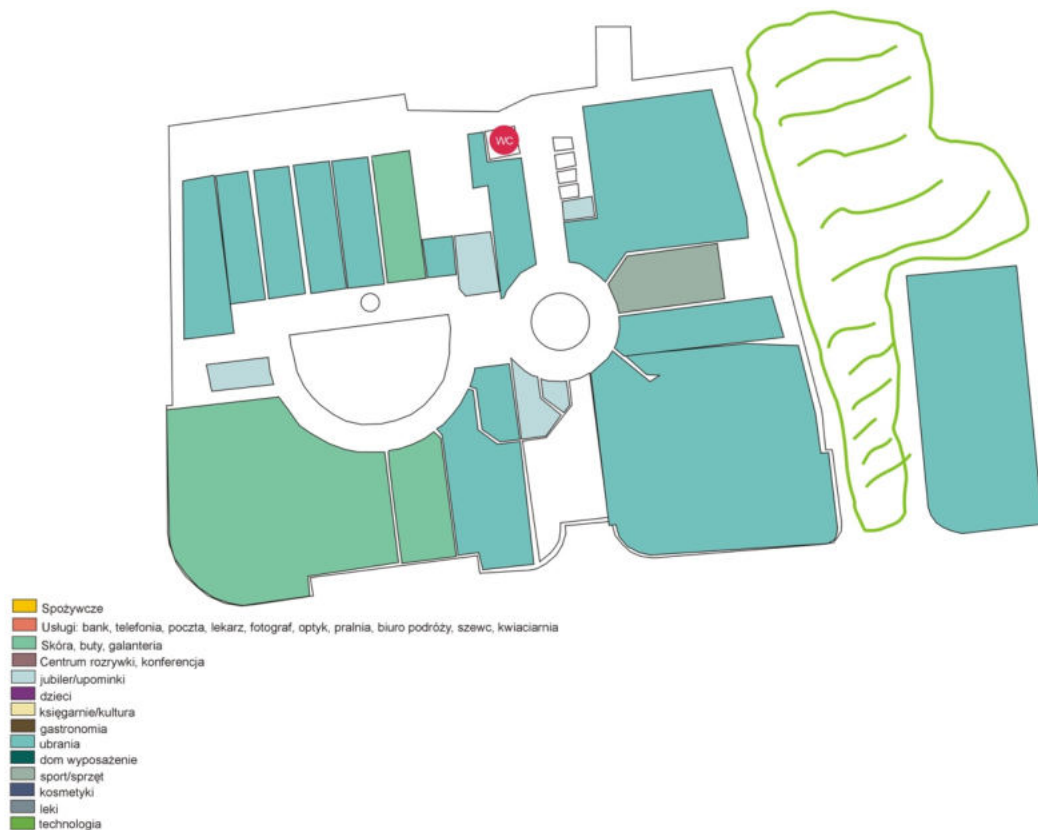 WC
Spożywcze
Usługi: bank, telefonia, poczta, lekarz, fotograf, optyk, pralnia, biuro podróży, szewc, kwiaciarnia
Skóra, buty, galanteria
Centrum rozrywki, konferencja
jubiler/upominki
dzieci
księgarnie/kultura
gastronomia
ubrania
dom wyposażenie
sport/sprzęt
kosmetyki
leki
technologia